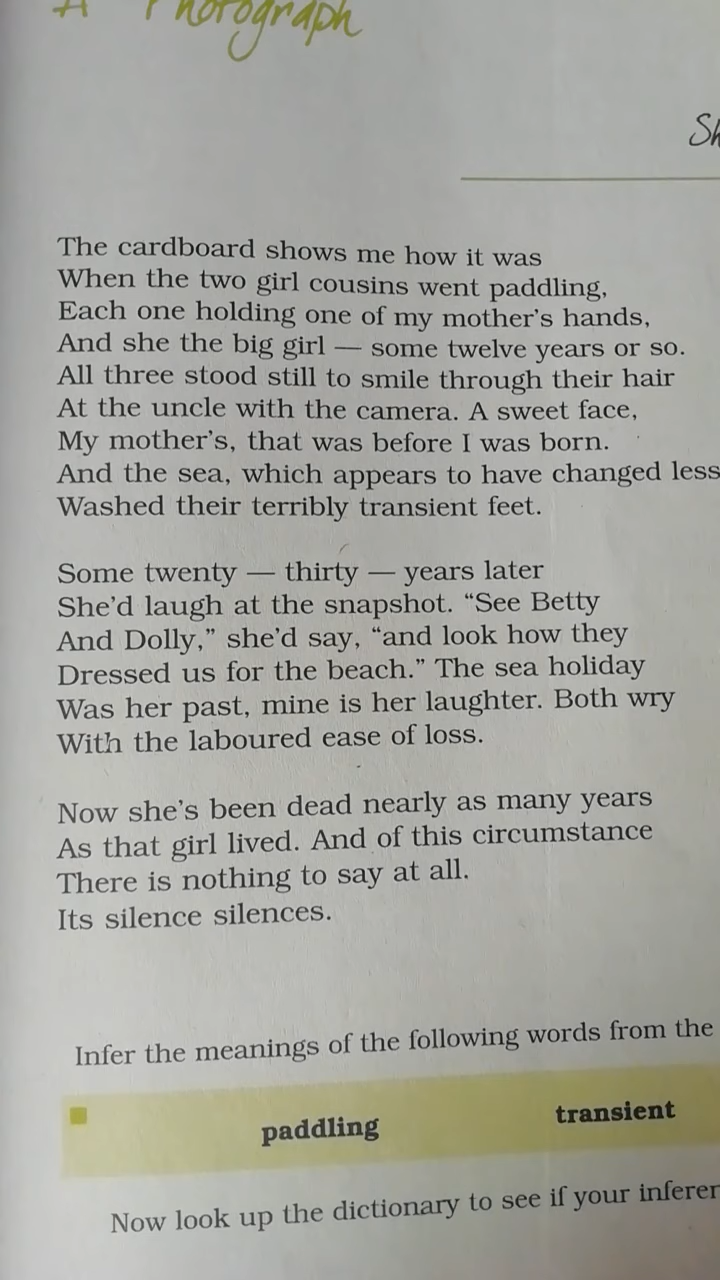 A Photograph
Sh
The cardboard shows me how it was
When the two girl cousins went paddling,
Each one holding one of my mother's hands,
And she the big girl — some twelve years or so.
All three stood still to smile through their hair
At the uncle with the camera. A sweet face,
My mother's, that was before I was born.
And the sea, which appears to have changed less
Washed their terribly transient feet.
Some twenty — thirty — years later
She'd laugh at the snapshot. “See Betty
And Dolly,” she'd say, “and look how they
Dressed us for the beach.” The sea holiday
Was her past, mine is her laughter. Both wry
With the laboured ease of loss.
Now she's been dead nearly as many years
As that girl lived. And of this circumstance
There is nothing to say at all.
Its silence silences.
Infer the meanings of the following words from the
paddling transient
Now look up the dictionary to see if your inferen